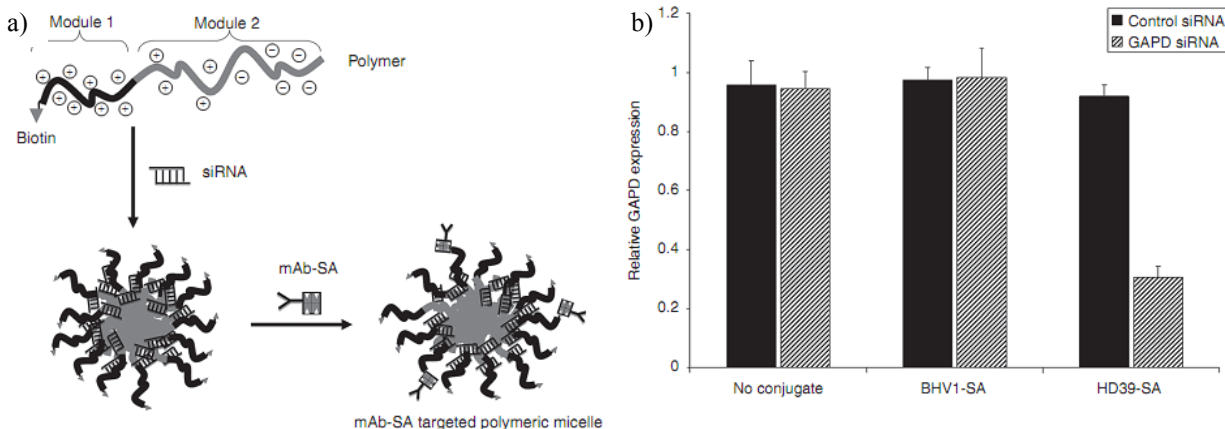 a)
Module 1
Module 2
Polymer
Biotin
siRNA
mAb-SA
mAb-SA targeted polymeric micelle
b)
Control siRNA
GAPD siRNA
Relative GAPD expression
1.2
1
0.8
0.6
0.4
0.2
0
No conjugate
BHV1-SA
HD39-SA